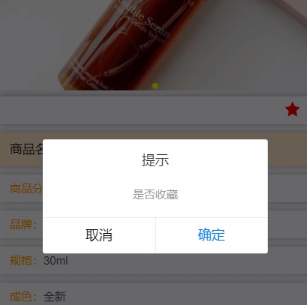 商品名
提示
商品分
是否收藏
品牌：
取消
确定
规格：30ml
成色：全新